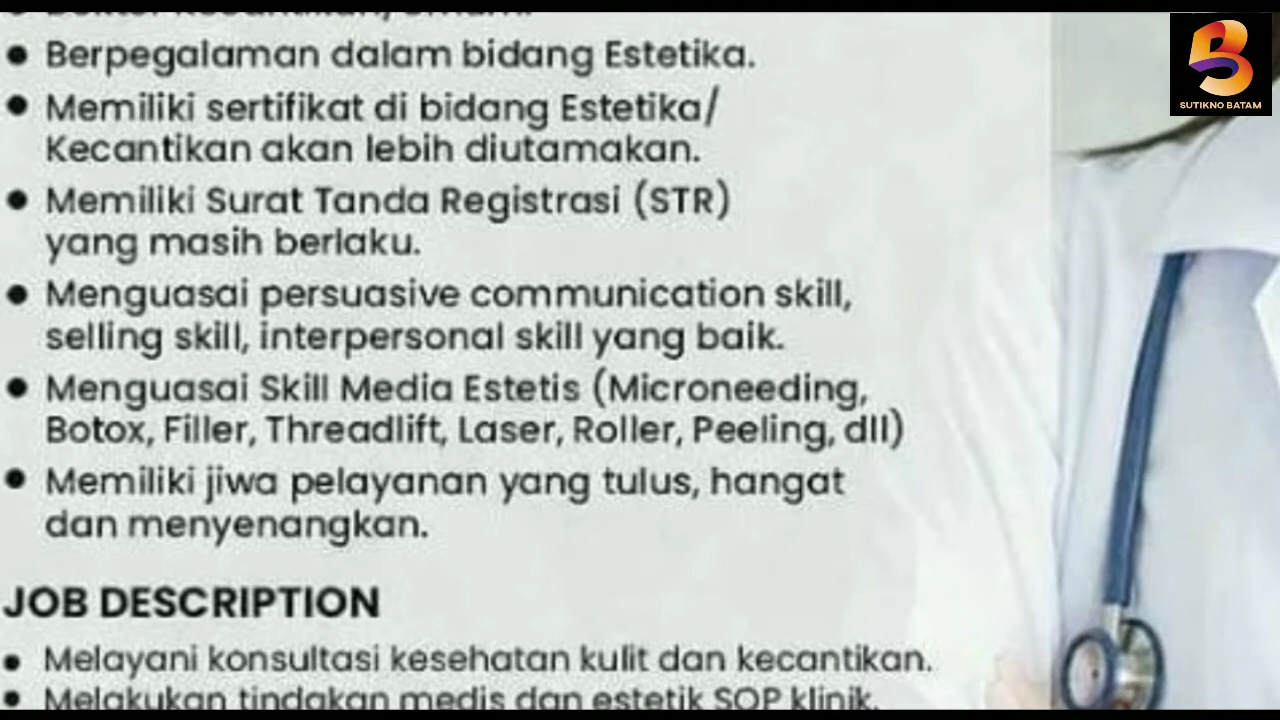 Berpegalaman dalam bidang Estetika.
Memiliki sertifikat di bidang Estetika/
Kecantikan akan lebih diutamakan.
Memiliki Surat Tanda Registrasi (STR)
yang masih berlaku.
Menguasai persuasive communication skill,
selling skill, interpersonal skill yang baik.
Menguasai Skill Media Estetis (Microneeding,
Botox, Filler, Threadlift, Laser, Roller, Peeling, dll)
Memiliki jiwa pelayanan yang tulus, hangat
dan menyenangkan.
JOB DESCRIPTION
Melayani konsultasi kesehatan kulit dan kecantikan.
Melakukan tindakan medis dan estetik SOP klinik.
SUTIKNO BATAM